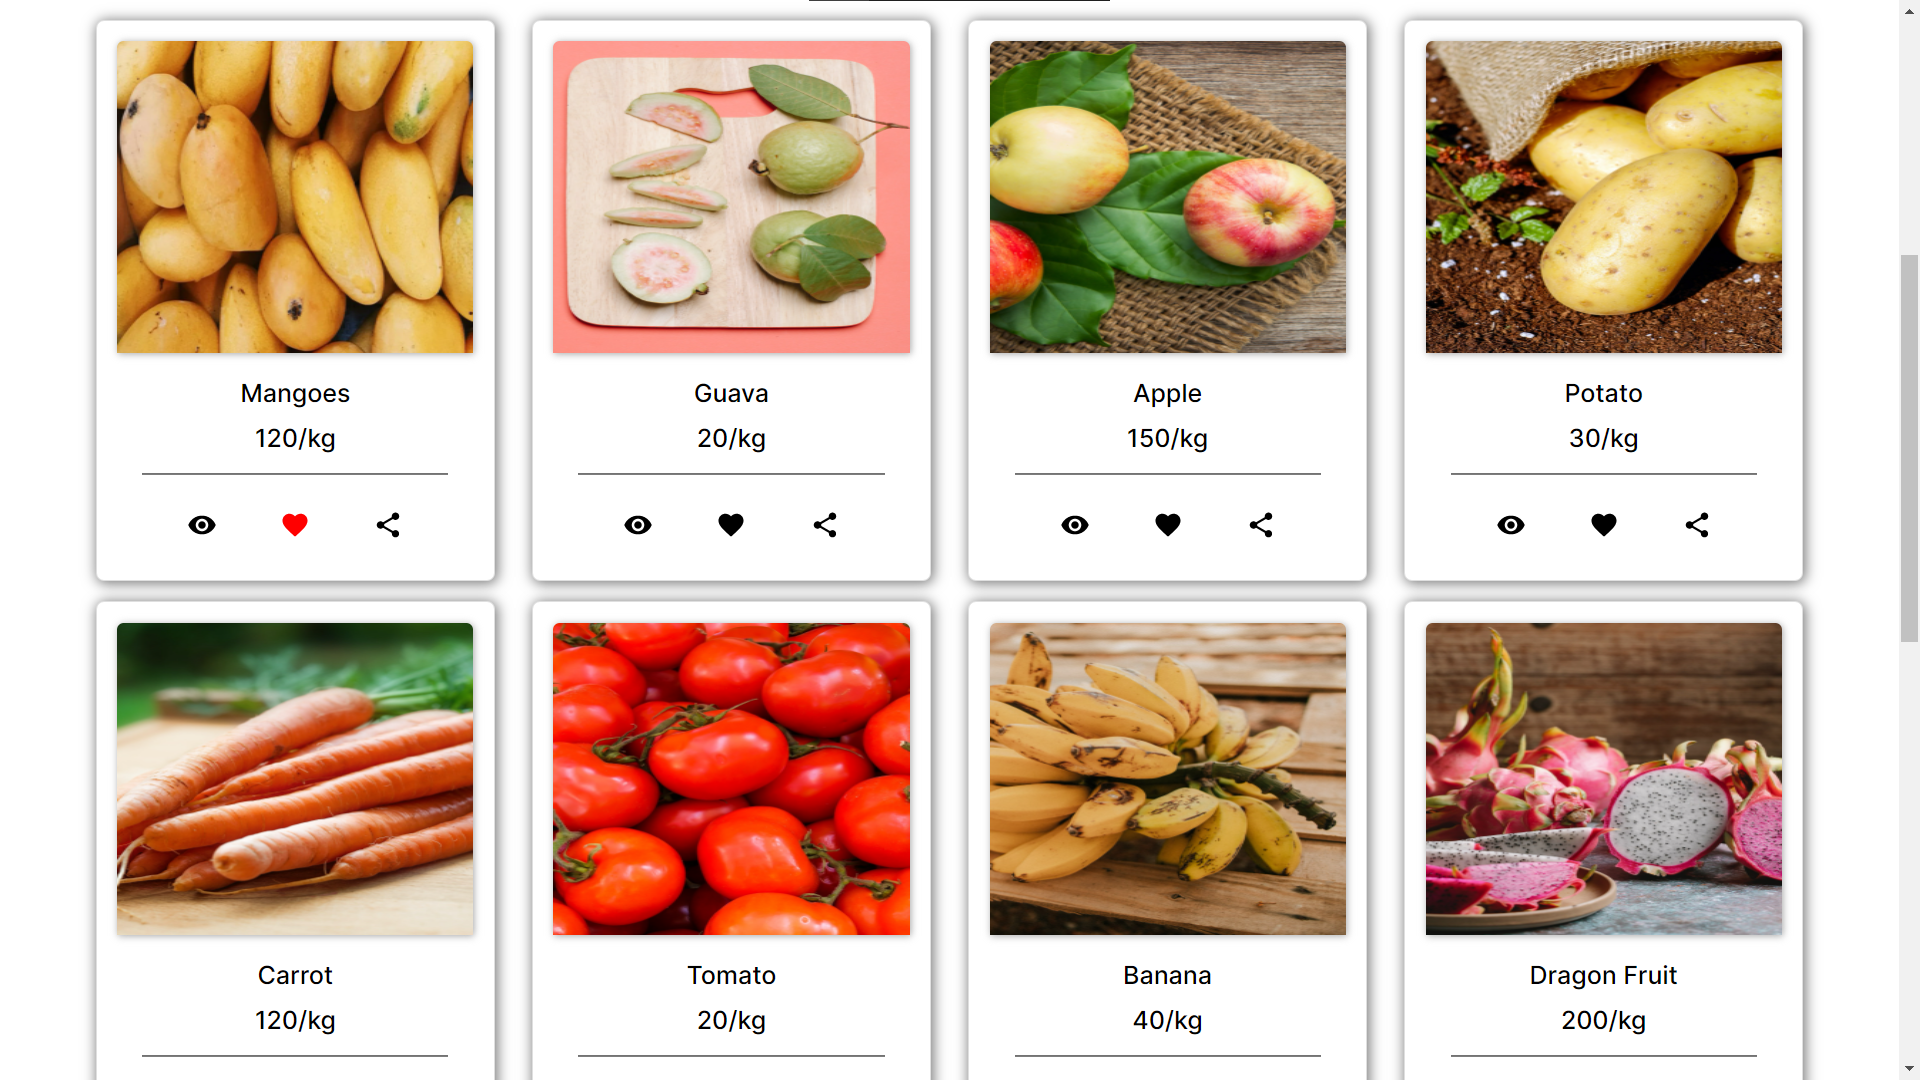 Mangoes
120/kg
Guava
20/kg
Apple
150/kg
Potato
30/kg
Carrot
120/kg
Tomato
20/kg
Banana
40/kg
Dragon Fruit
200/kg